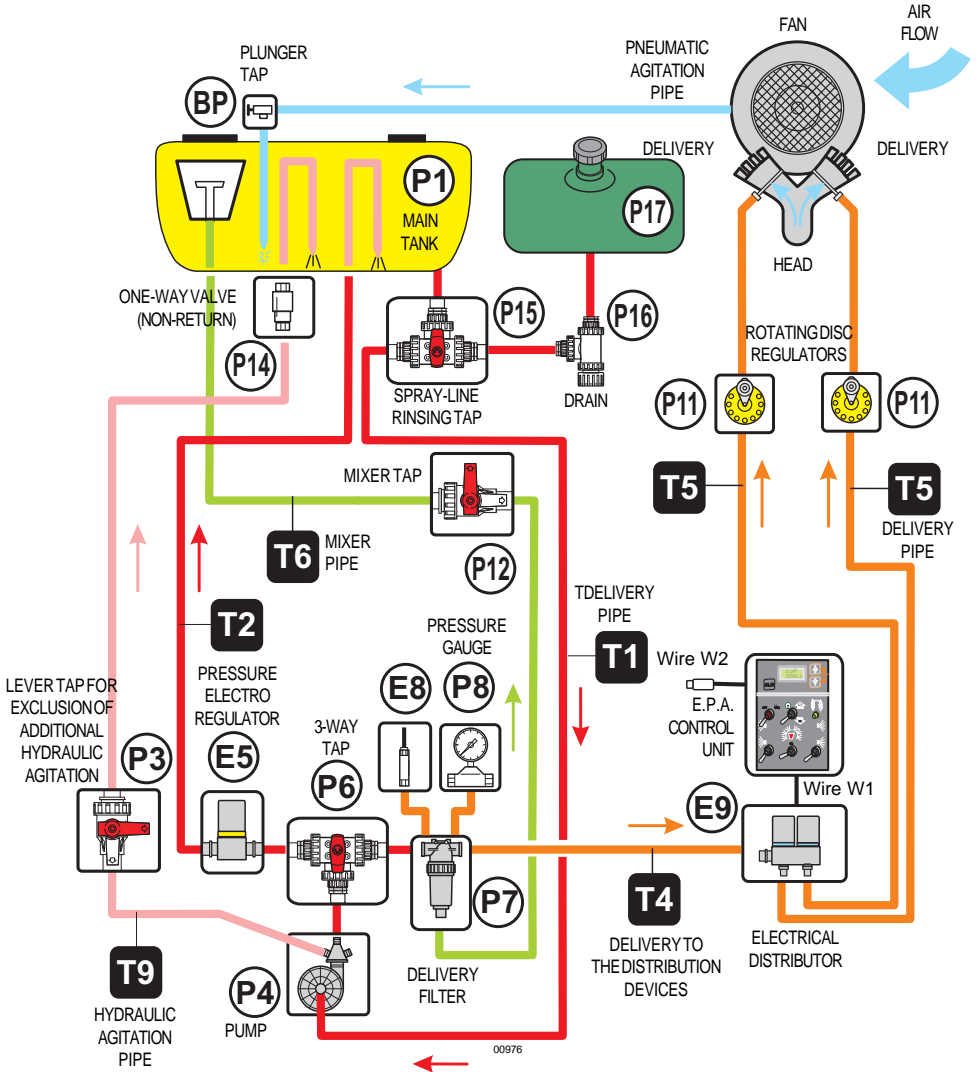 AIR
FLOW
FAN
PNEUMATIC
AGITATION
PIPE
PLUNGER
TAP
BP
DELIVERY
DELIVERY
P1
MAIN
TANK
P17
HEAD
ONE-WAY VALVE
(NON-RETURN)
P14
P15
P16
SPRAY-LINE
RINSING TAP
DRAIN
ROTATING DISC
REGULATORS
P11
P11
MIXER TAP
P12
T6
MIXER
PIPE
T5
T5
DELIVERY
PIPE
T2
TDELIVERY
PIPE
T1
PRESSURE
GAUGE
E8
P8
Wire W2
E.P.A.
CONTROL
UNIT
Wire W1
LEVER TAP FOR
EXCLUSION OF
ADDITIONAL
HYDRAULIC
AGITATION
P3
PRESSURE
ELECTRO
REGULATOR
E5
3-WAY
TAP
P6
E9
P7
T4
DELIVERY TO
THE DISTRIBUTION
DEVICES
ELECTRICAL
DISTRIBUTOR
DELIVERY
FILTER
T9
HYDRAULIC
AGITATION
PIPE
P4
PUMP
00976